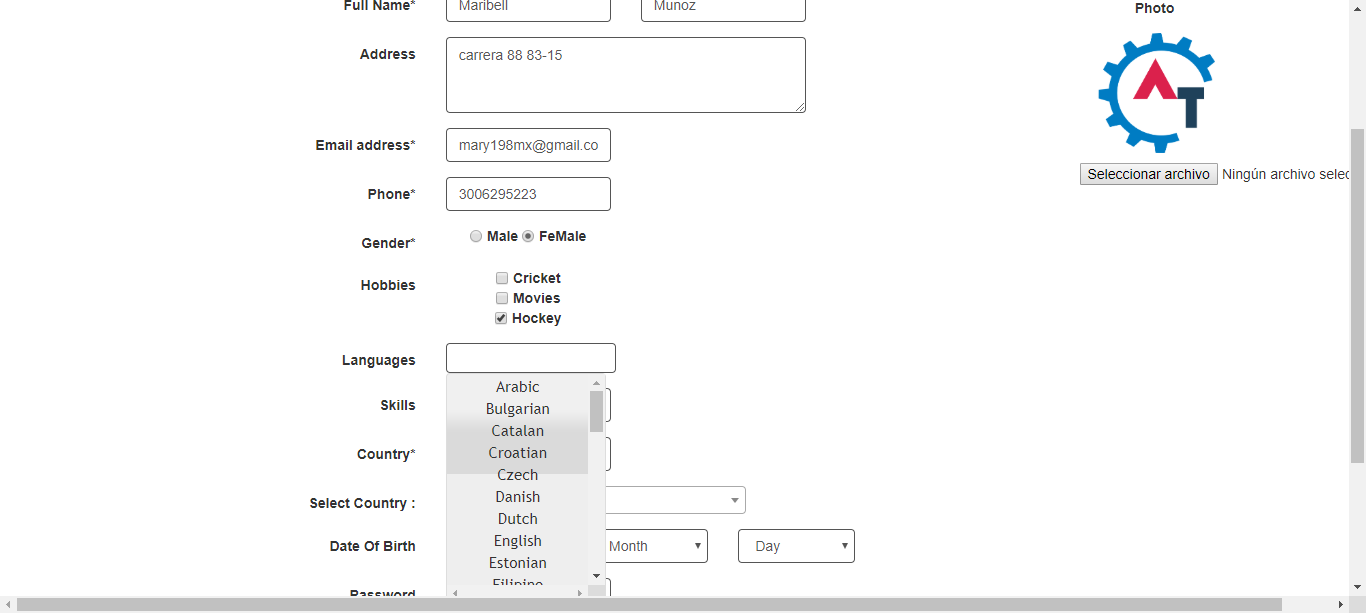 Full Name* Maribell Munoz
Photo
Address carrera 88 83-15
AT
Email address* mary198mx@gmail.co
Seleccionar archivo Ningún archivo selec
Phone* 3006295223
Gender* Male FeMale
Hobbies Cricket
Movies
Hockey
Languages
Arabic
Skills
Bulgarian
Catalan
Country* Croatian
Czech
Danish
Select Country :
Dutch
English
Date Of Birth Month Day
Estonian
Filipino
Password